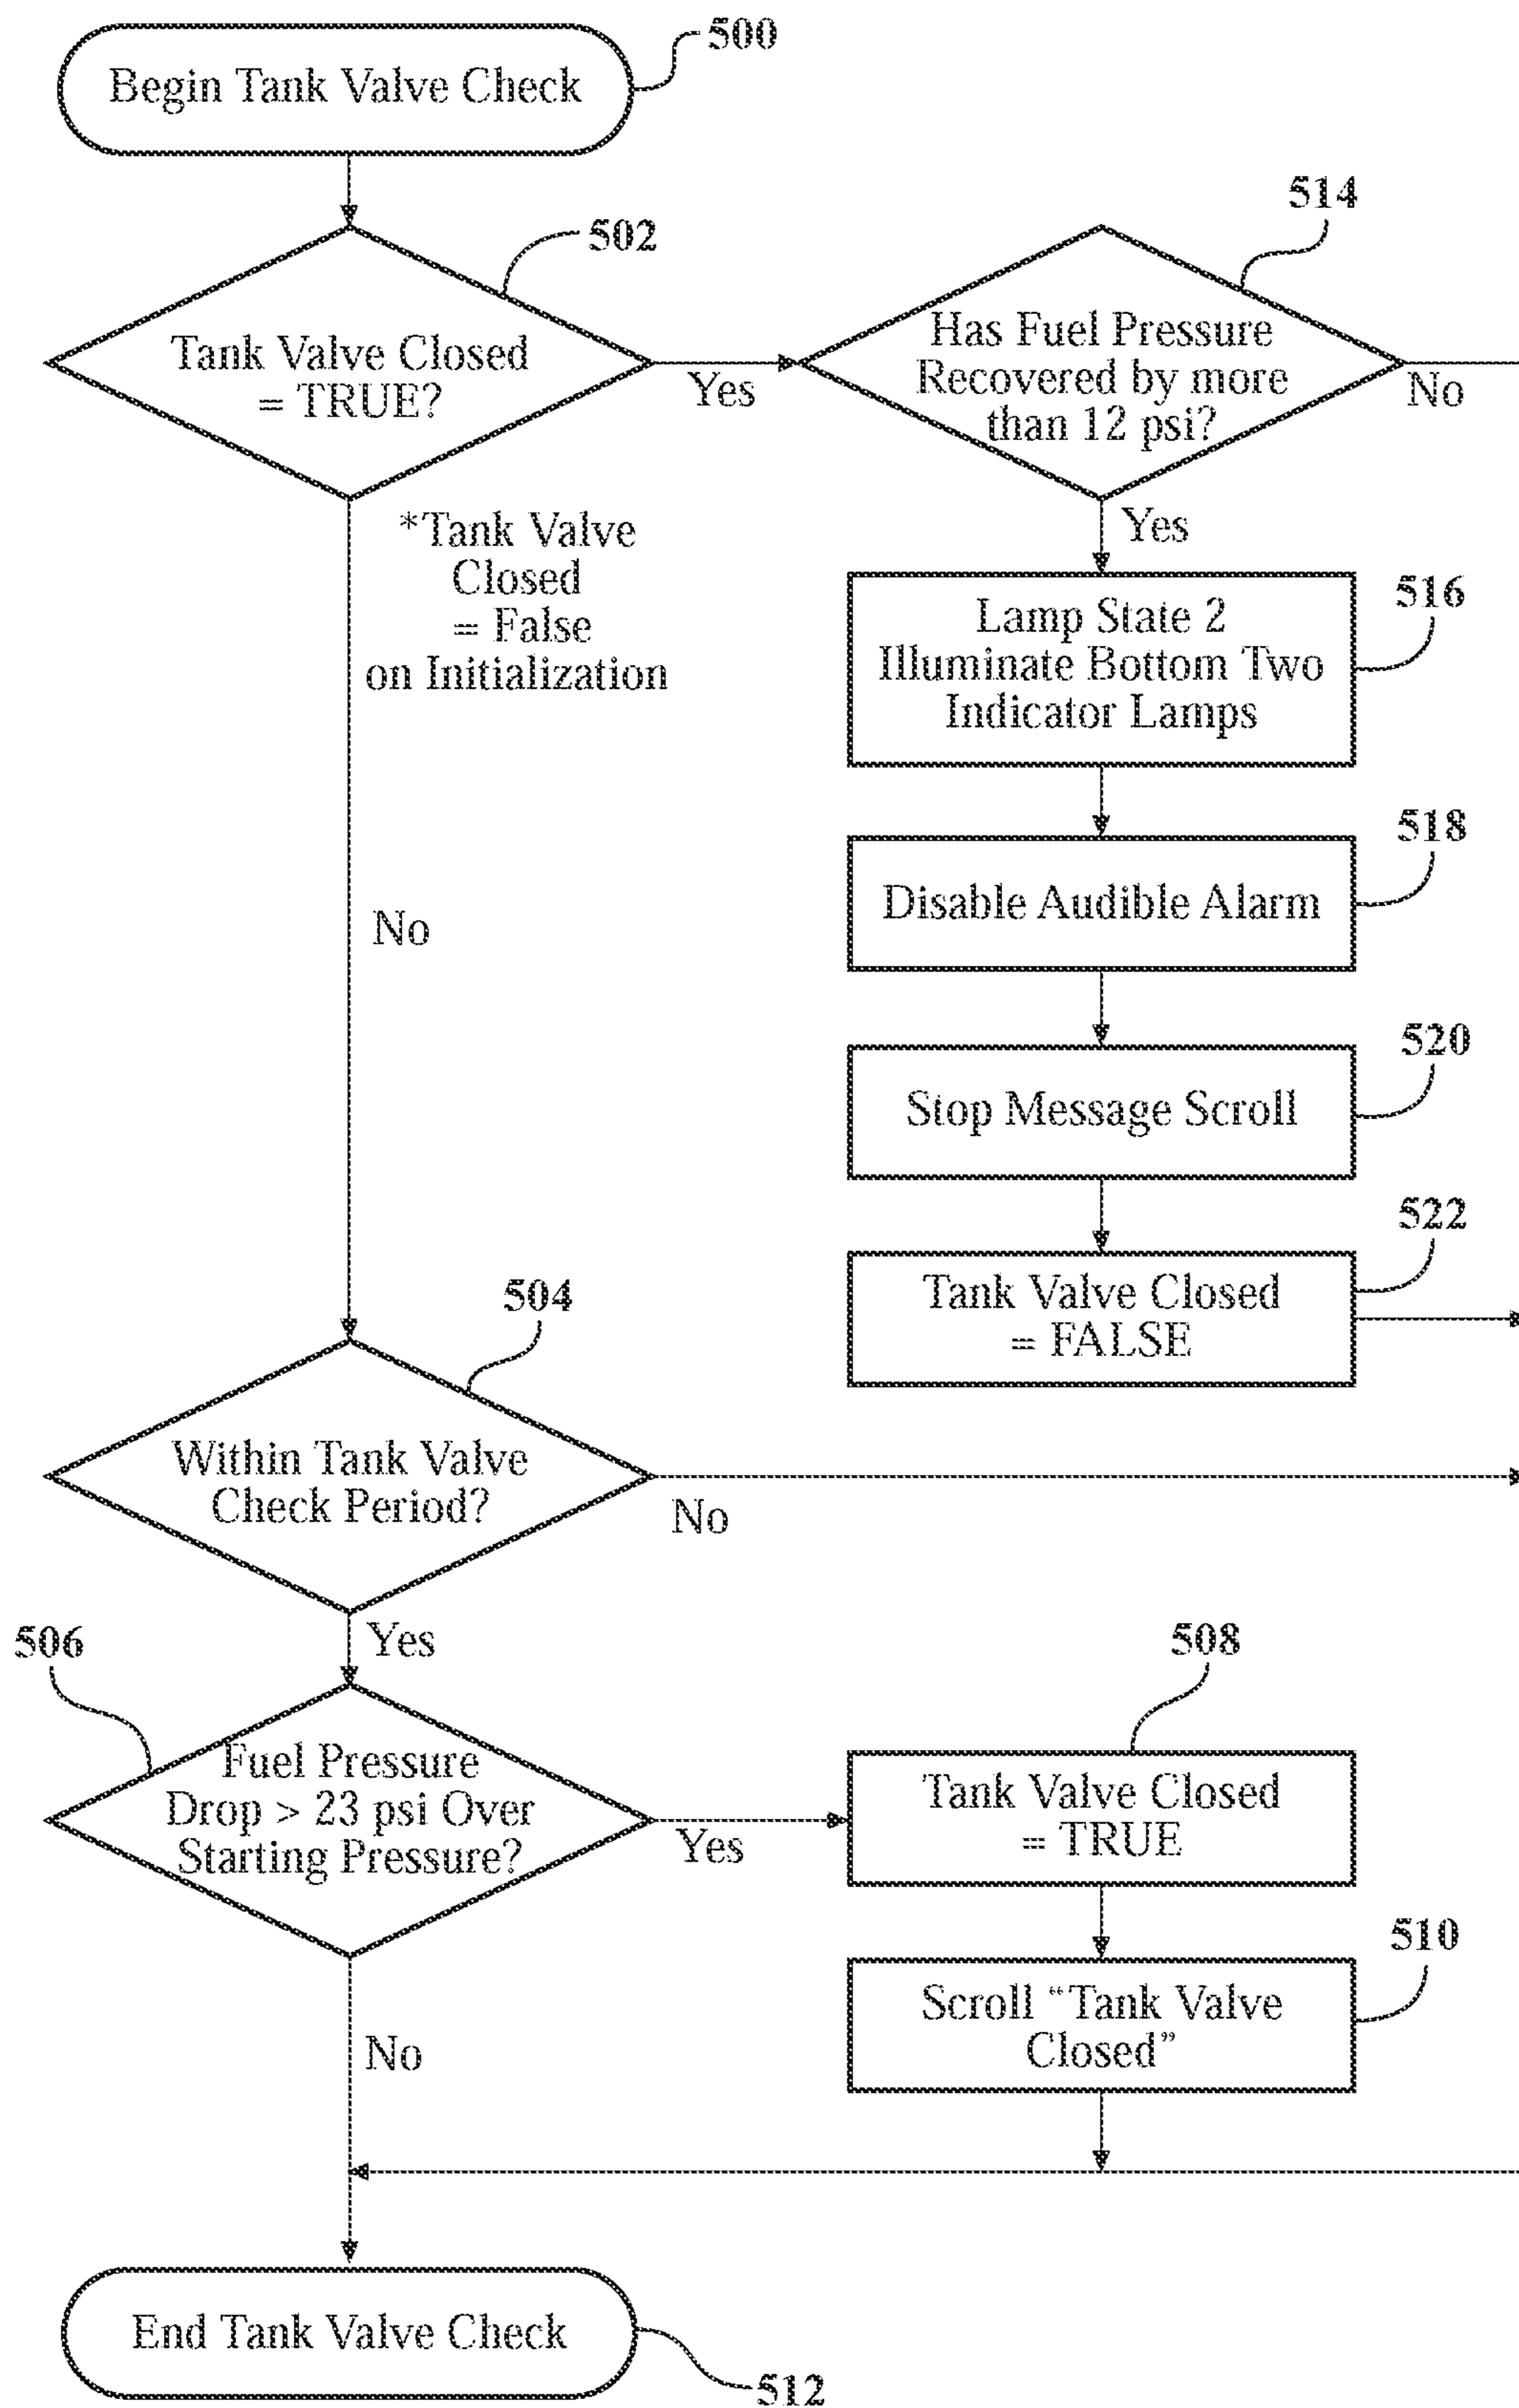 500
Begin Tank Valve Check
502
Tank Valve Closed
= TRUE?
Yes
*Tank Valve
Closed
= False
on Initialization
No
514
Has Fuel Pressure
Recovered by more
than 12 psi?
No
Yes
516
Lamp State 2
Illuminate Bottom Two
Indicator Lamps
518
Disable Audible Alarm
520
Stop Message Scroll
522
Tank Valve Closed
= FALSE
504
Within Tank Valve
Check Period?
No
Yes
506
Fuel Pressure
Drop > 23 psi Over
Starting Pressure?
Yes
No
508
Tank Valve Closed
= TRUE
510
Scroll “Tank Valve
Closed”
End Tank Valve Check
512